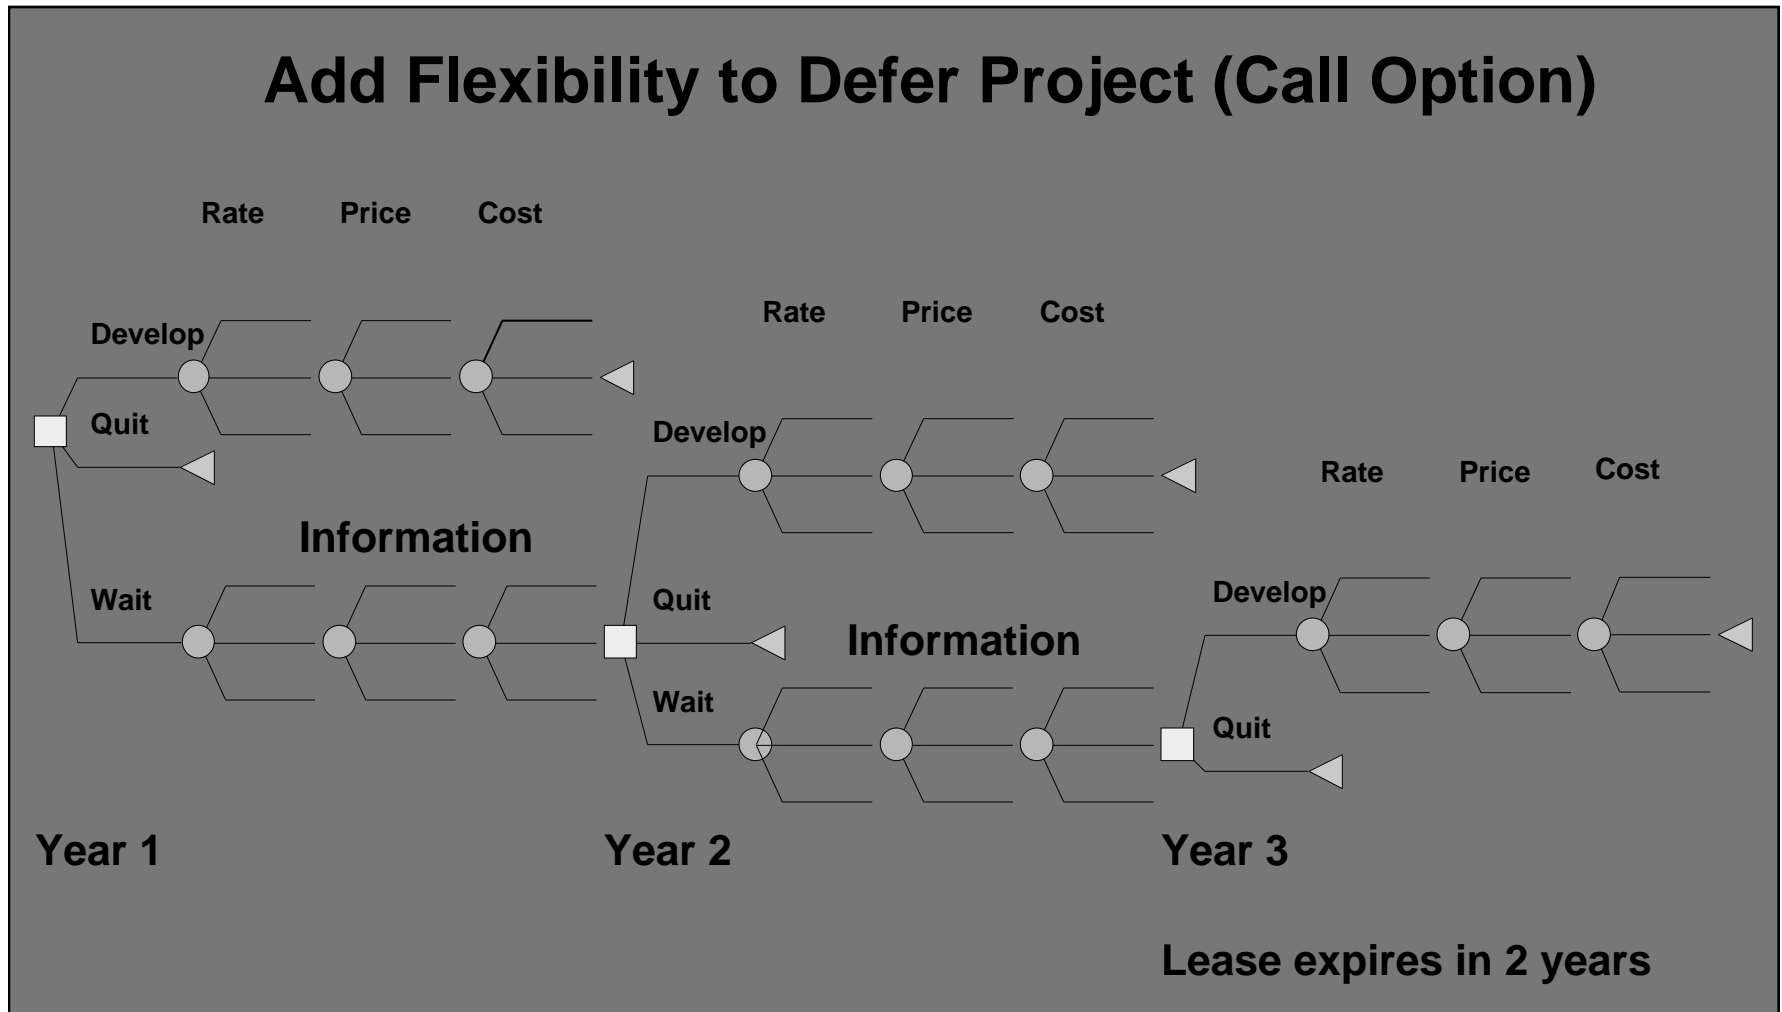 Add Flexibility to Defer Project (Call Option)
Rate Price Cost
Rate Price Cost
Develop
Quit
Develop
Rate Price Cost
Information
Wait
Quit
Develop
Information
Wait
Quit
Year 1 Year 2 Year 3
Lease expires in 2 years